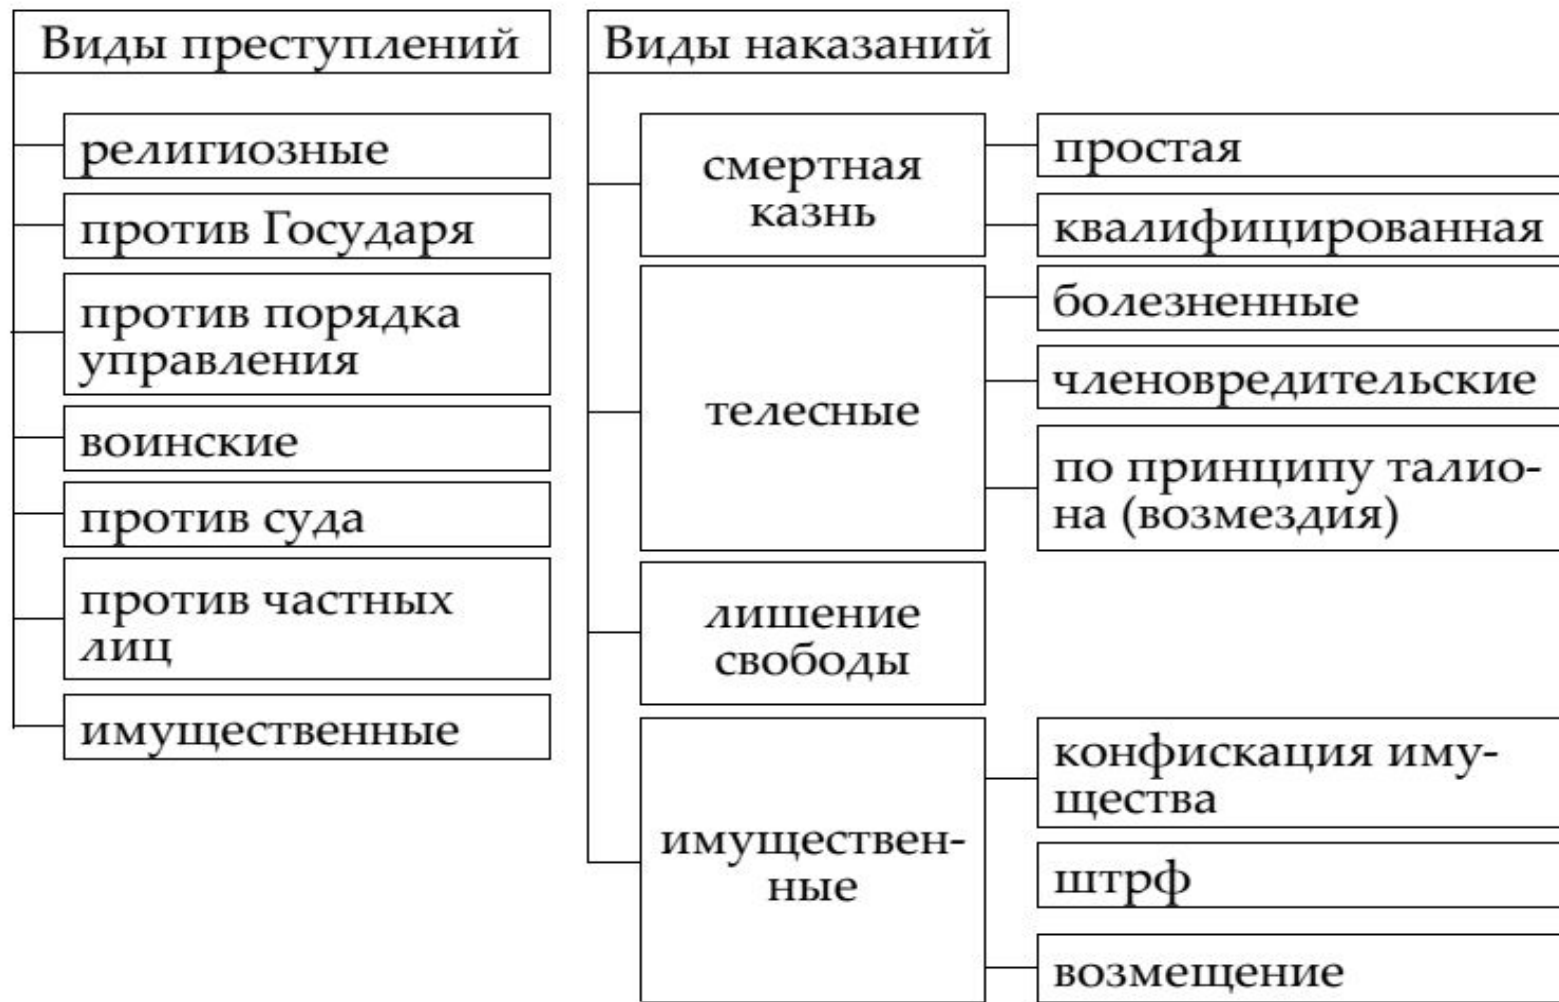 Виды преступлений
религиозные
против Государя
против порядка
управления
воинские
против суда
против частных
лиц
имущественные
Виды наказаний
смертная
казнь
простая
квалифицированная
телесные
болезненные
членовредительские
по принципу талио-
на (возмездия)
лишение
свободы
имуществен-
ные
конфискация иму-
щества
штрф
возмещение